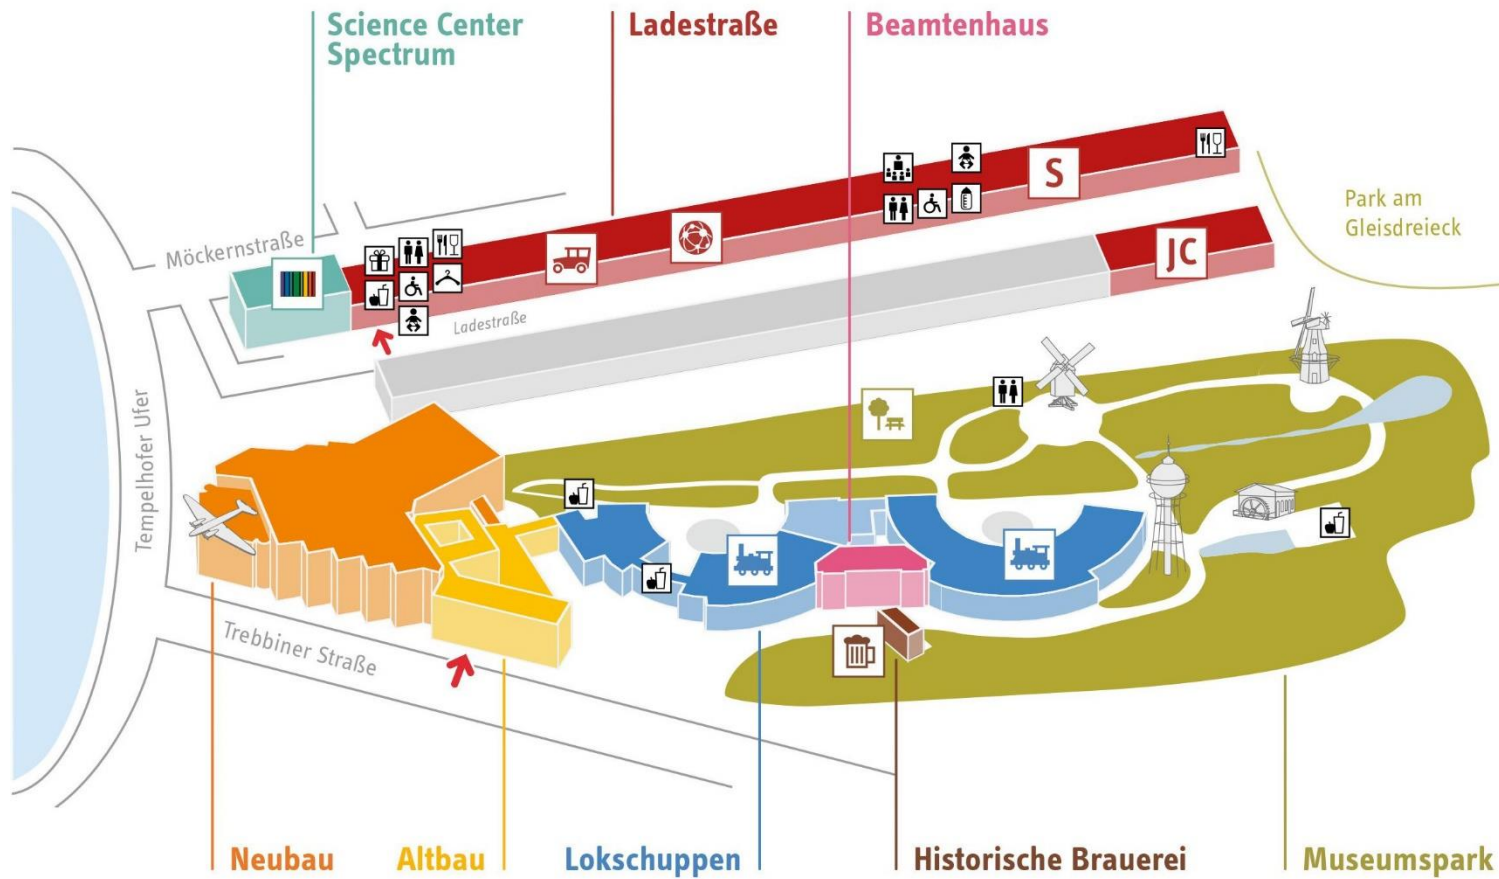 Science Center
Spectrum
Ladestraße
Beamtenhaus
S
Park am
Gleisdreieck
Möckernstraße
JC
Ladestraße
Tempelhofer Ufer
Trebbiner Straße
Neubau
Altbau
Lokschuppen
Historische Brauerei
Museumspark